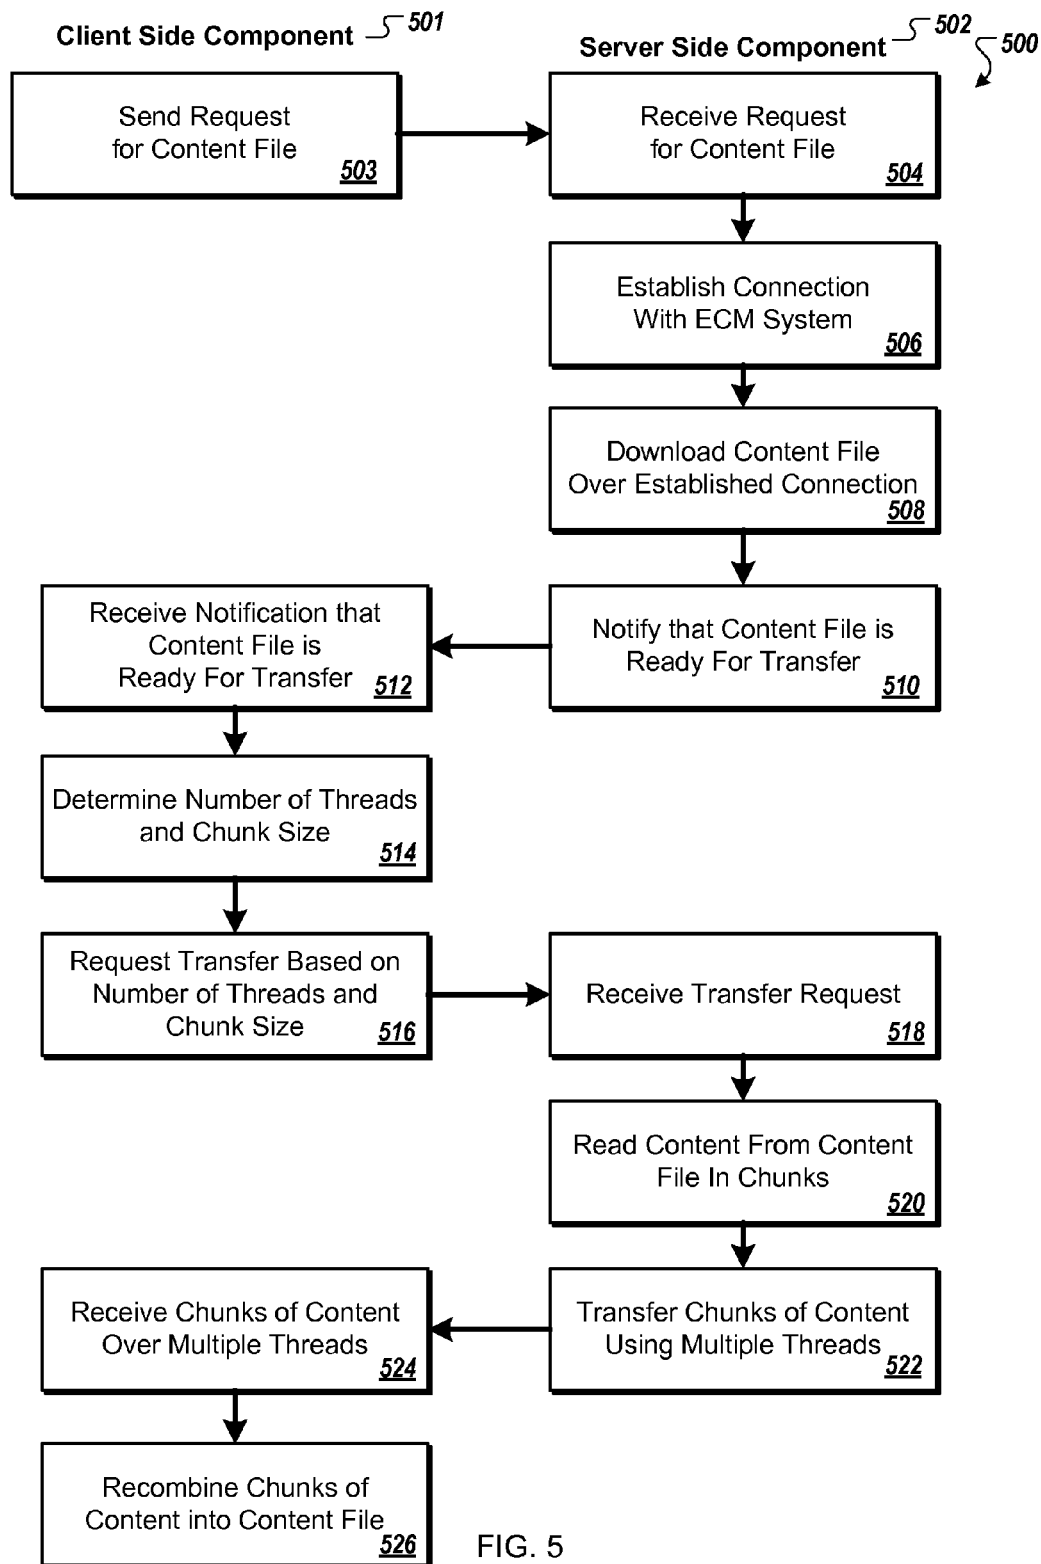 Client Side Component 501
Server Side Component 502
500
Send Request
for Content File
503
Receive Request
for Content File
504
Establish Connection
With ECM System
506
Download Content File
Over Established Connection
508
Receive Notification that
Content File is
Ready For Transfer
512
Notify that Content File is
Ready For Transfer
510
Determine Number of Threads
and Chunk Size
514
Request Transfer Based on
Number of Threads and
Chunk Size
516
Receive Transfer Request
518
Read Content From Content
File In Chunks
520
Receive Chunks of Content
Over Multiple Threads
524
Transfer Chunks of Content
Using Multiple Threads
522
Recombine Chunks of
Content into Content File
526
FIG. 5